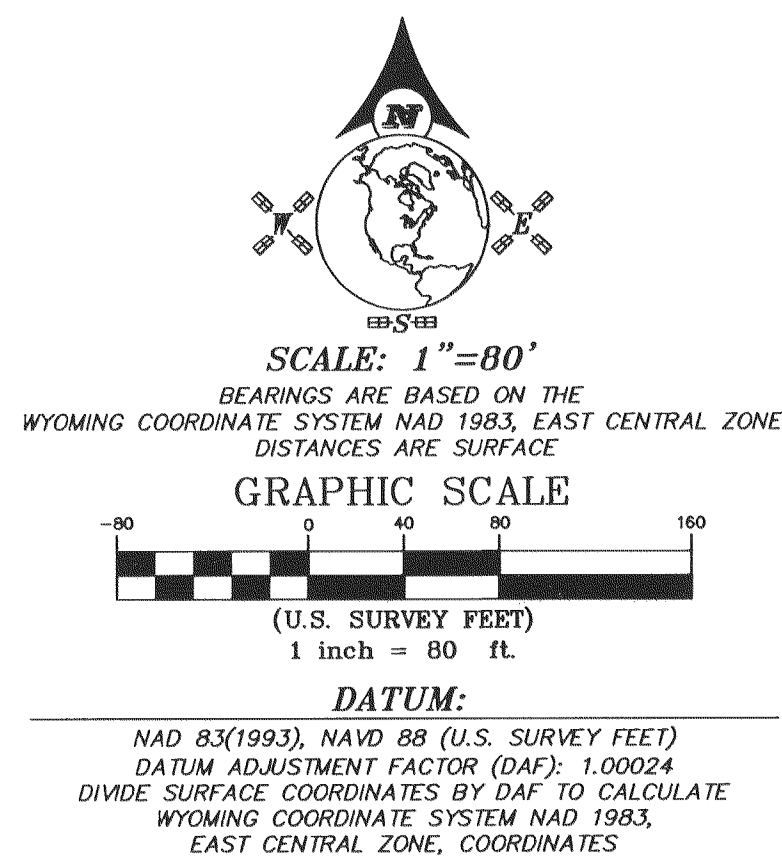 N
W E
S
SCALE: 1"=80'
BEARINGS ARE BASED ON THE
WYOMING COORDINATE SYSTEM NAD 1983, EAST CENTRAL ZONE
DISTANCES ARE SURFACE
GRAPHIC SCALE
-80 0 40 80 160
(U.S. SURVEY FEET)
1 inch = 80 ft.
DATUM:
NAD 83(1993), NAVD 88 (U.S. SURVEY FEET)
DATUM ADJUSTMENT FACTOR (DAF): 1.00024
DIVIDE SURFACE COORDINATES BY DAF TO CALCULATE
WYOMING COORDINATE SYSTEM NAD 1983,
EAST CENTRAL ZONE, COORDINATES